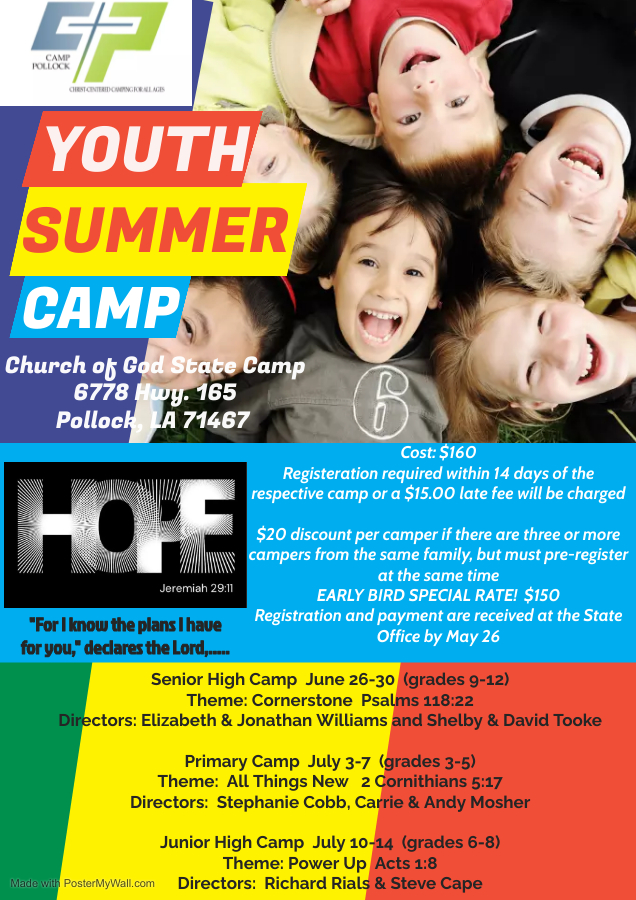 CAMP
POLLOCK
CHRIST-CENTERED CAMPING FOR ALL AGES
YOUTH
SUMMER
CAMP
Church of God State Camp
6778 Hwy. 165
Pollock, LA 71467
6
Cost: $160
Registeration required within 14 days of the
respective camp or a $15.00 late fee will be charged
$20 discount per camper if there are three or more
campers from the same family, but must pre-register
at the same time
EARLY BIRD SPECIAL RATE! $150
Registration and payment are received at the State
Office by May 26
HOPE
Jeremiah 29:11
"For I know the plans I have
for you," declares the Lord,.....
Senior High Camp June 26-30 (grades 9-12)
Theme: Cornerstone Psalms 118:22
Directors: Elizabeth & Jonathan Williams and Shelby & David Tooke
Primary Camp July 3-7 (grades 3-5)
Theme: All Things New 2 Cornithians 5:17
Directors: Stephanie Cobb, Carrie & Andy Mosher
Junior High Camp July 10-14 (grades 6-8)
Theme: Power Up Acts 1:8
Directors: Richard Rials & Steve Cape
Made with PosterMyWall.com